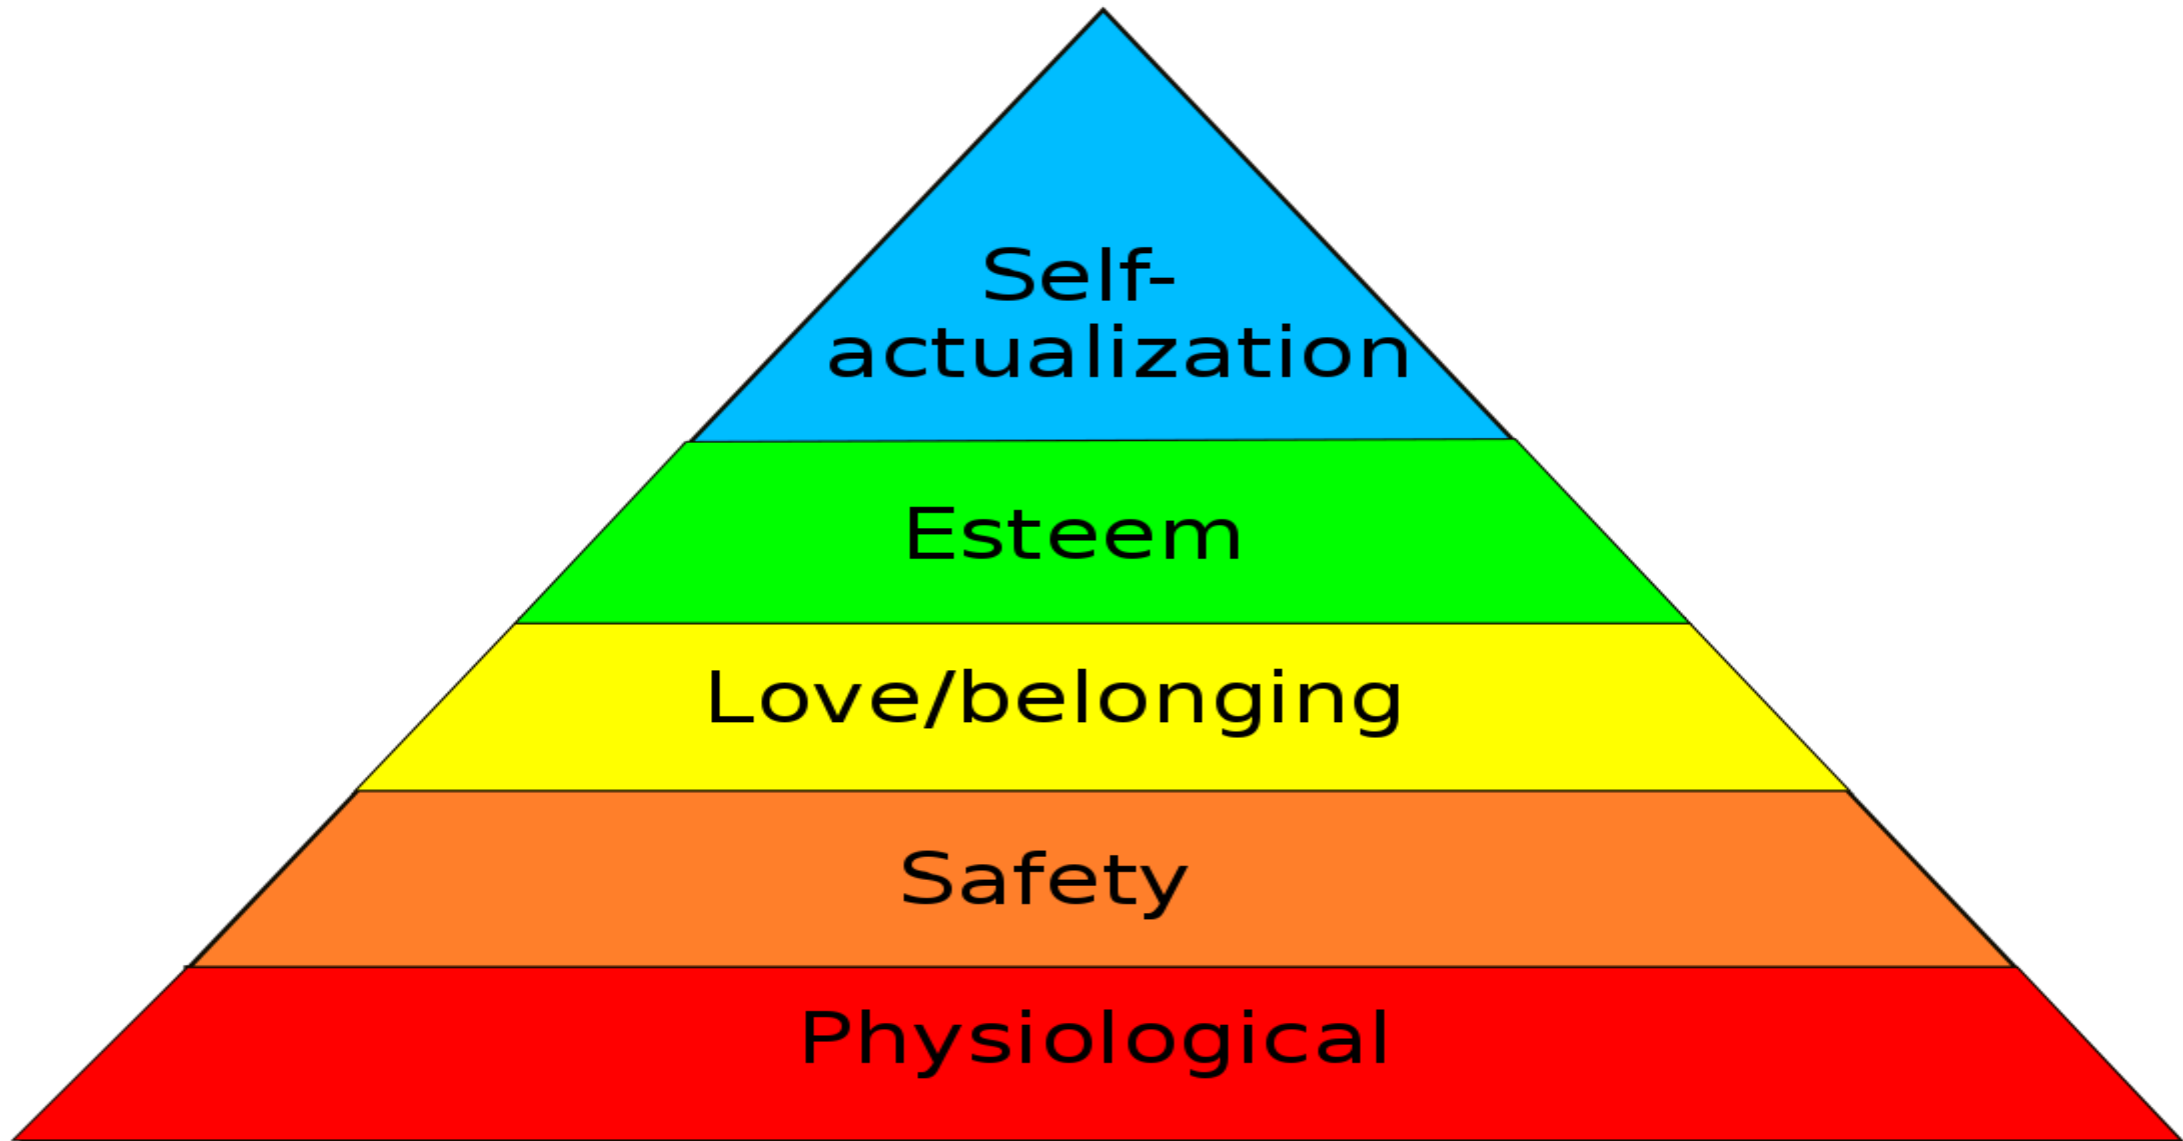 Self-
actualization
Esteem
Love/belonging
Safety
Physiological